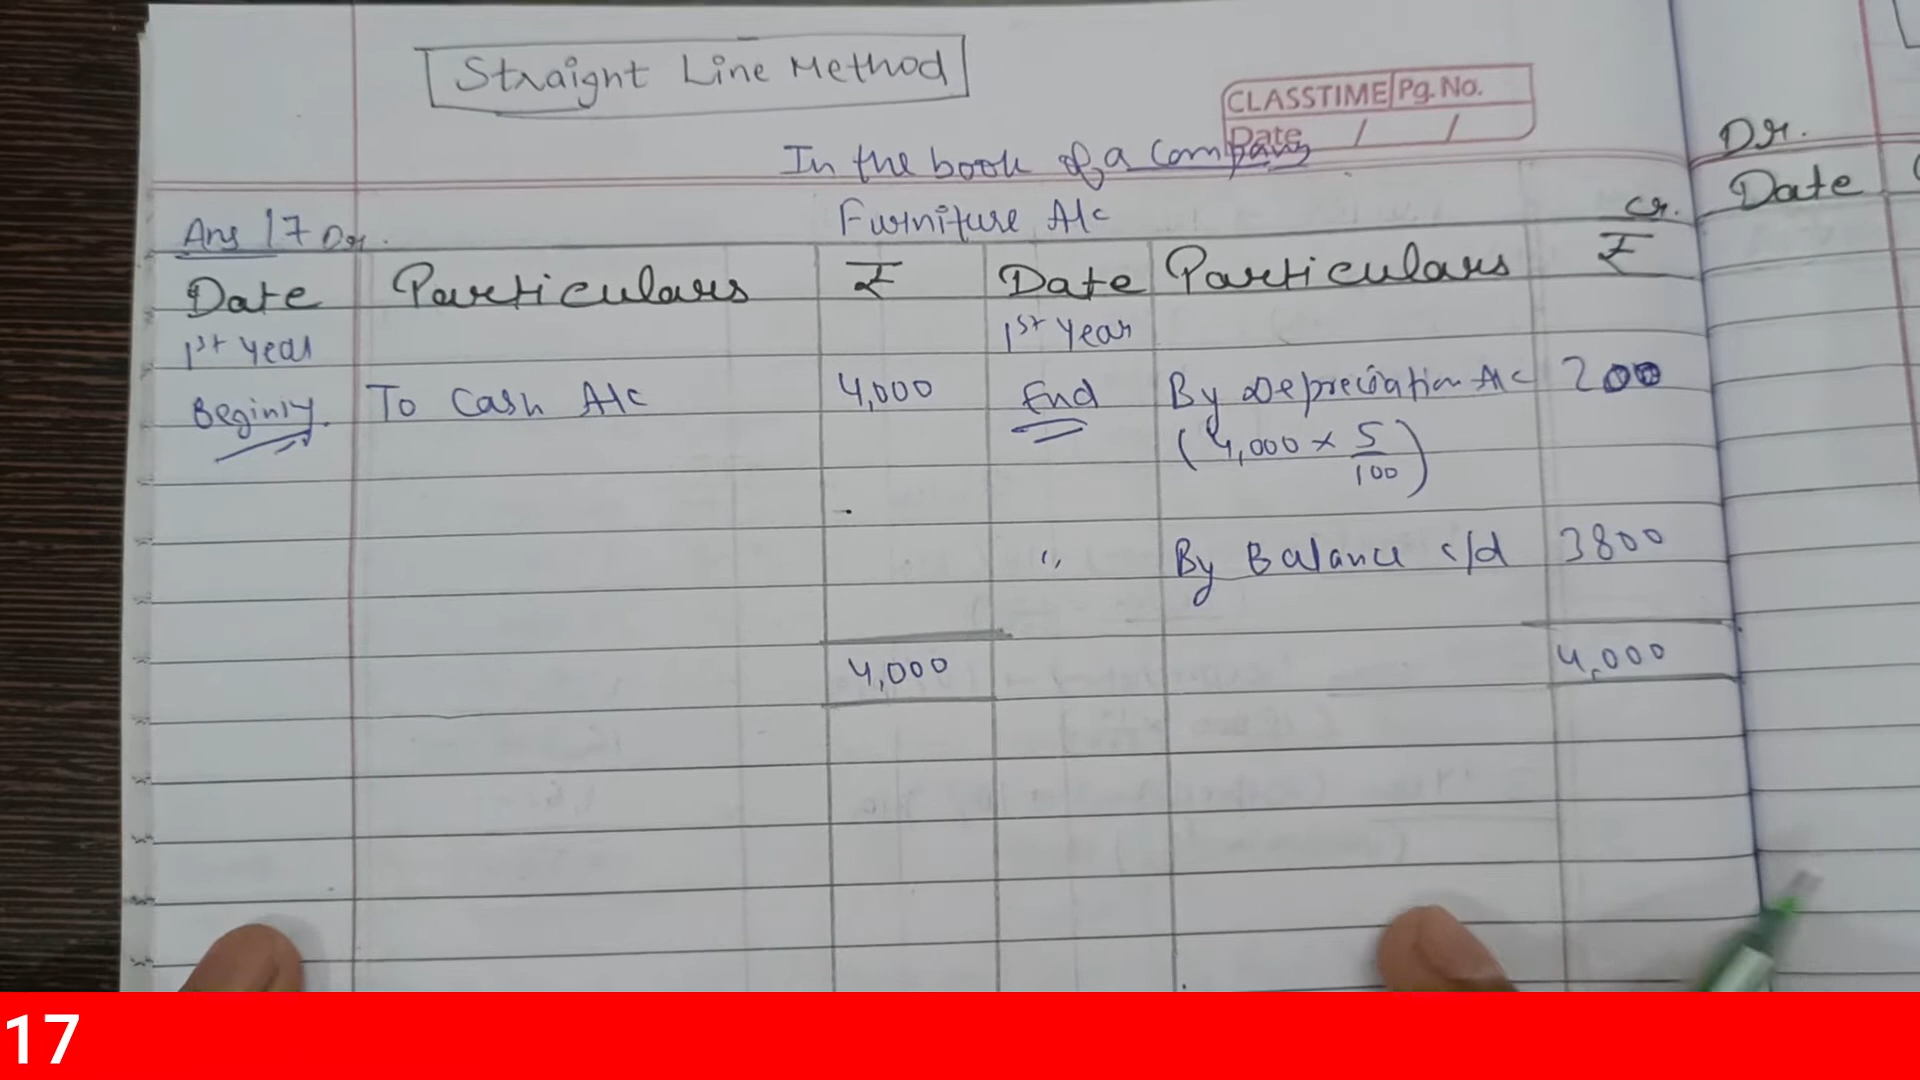 Straight Line Method
CLASSTIME Pg. No.
Date / /
In the book of a Company
Ans 17 Dr. Furniture A/c Cr.
Date Particulars ₹ Date Particulars ₹
1st year 1st year
Beginig. To Cash A/c 4,000 End By Depreciation A/c 200
(4,000 × 5/100)
" By Balance c/d 3800
4,000 4,000
Dr.
Date
17